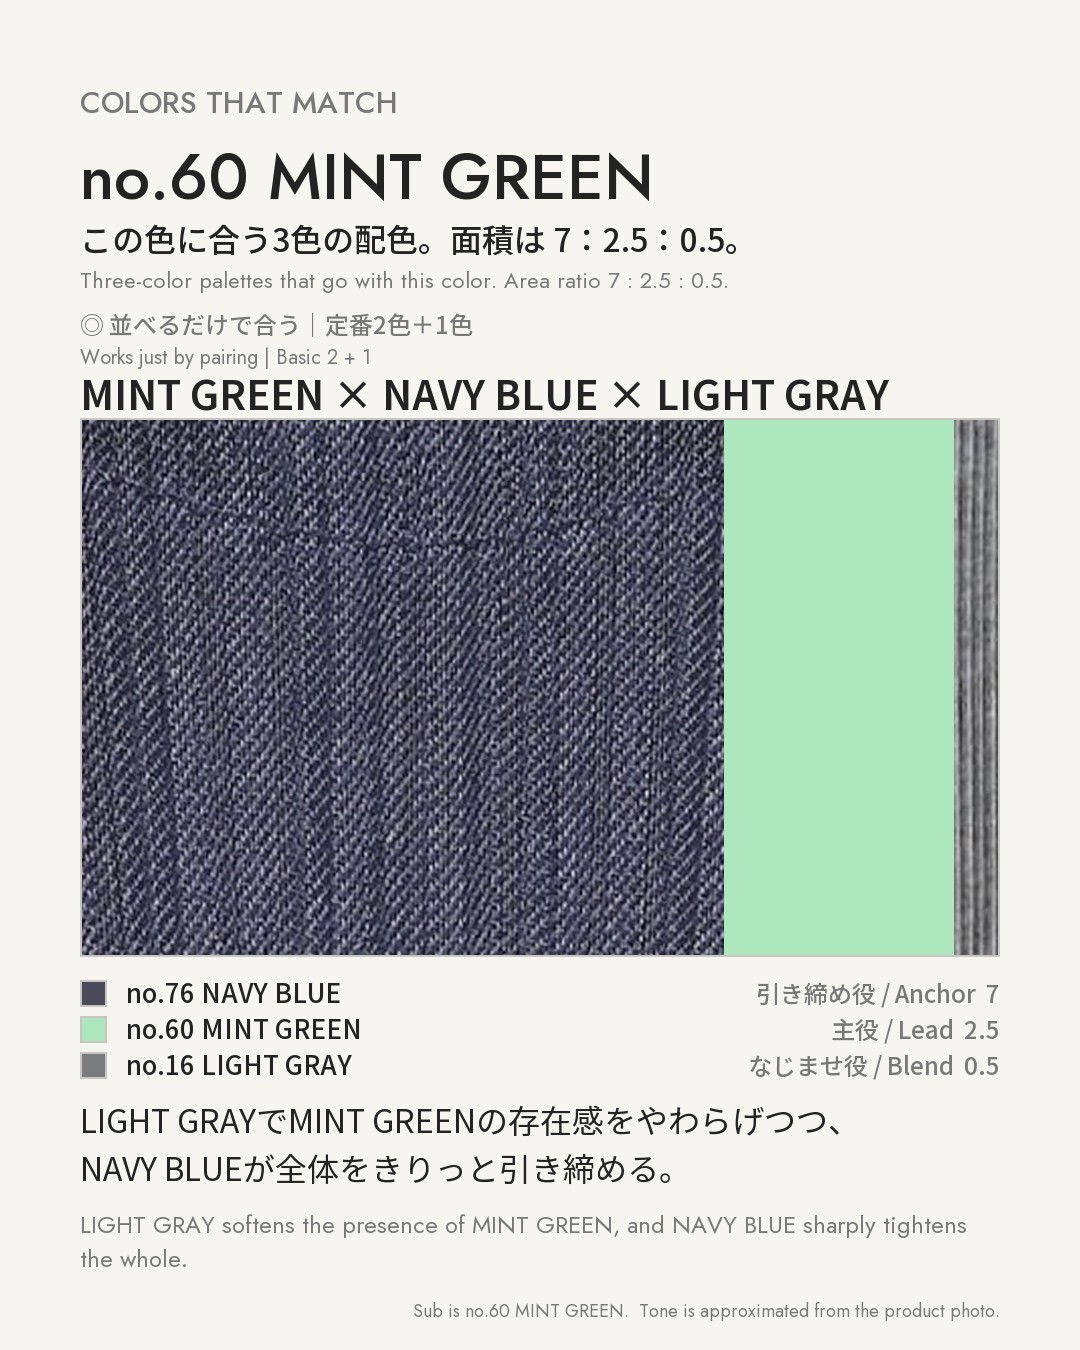 COLORS THAT MATCH
no.60 MINT GREEN
この色に合う3色の配色。面積は 7：2.5：0.5。
Three-color palettes that go with this color. Area ratio 7 : 2.5 : 0.5.
◎ 並べるだけで合う｜定番2色＋1色
Works just by pairing | Basic 2 + 1
MINT GREEN × NAVY BLUE × LIGHT GRAY
no.76 NAVY BLUE 引き締め役 / Anchor 7
no.60 MINT GREEN 主役 / Lead 2.5
no.16 LIGHT GRAY なじませ役 / Blend 0.5
LIGHT GRAYでMINT GREENの存在感をやわらげつつ、
NAVY BLUEが全体をきりっと引き締める。
LIGHT GRAY softens the presence of MINT GREEN, and NAVY BLUE sharply tightens
the whole.
Sub is no.60 MINT GREEN. Tone is approximated from the product photo.